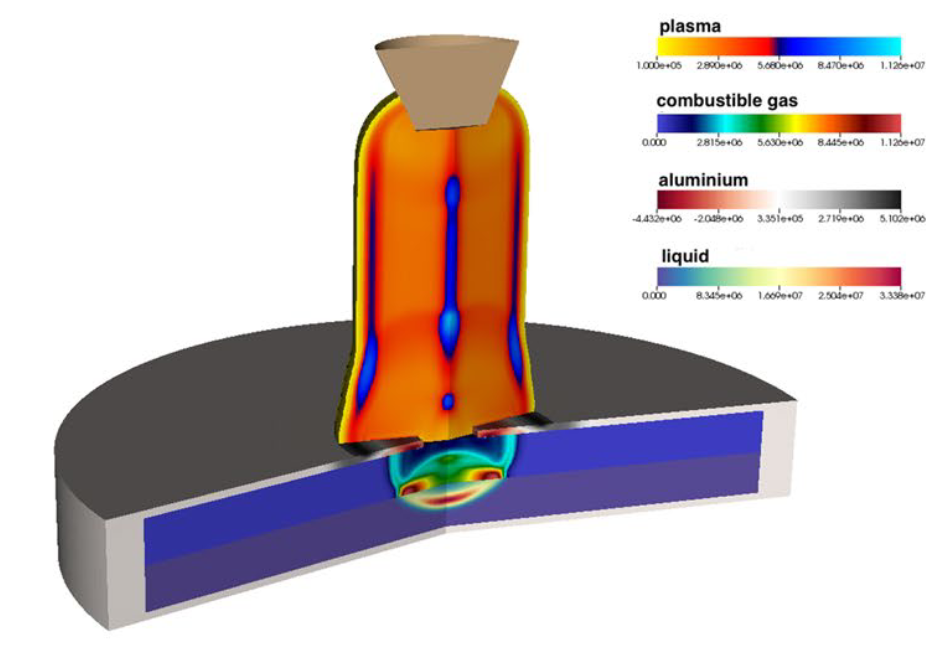 plasma
1.000e+05 2.890e+06 5.680e+06 8.470e+06 1.126e+07
combustible gas
0.000 2.815e+06 5.630e+06 8.445e+06 1.126e+07
aluminium
-4.432e+06 -2.048e+06 3.351e+05 2.719e+06 5.102e+06
liquid
0.000 8.345e+06 1.669e+07 2.504e+07 3.338e+07